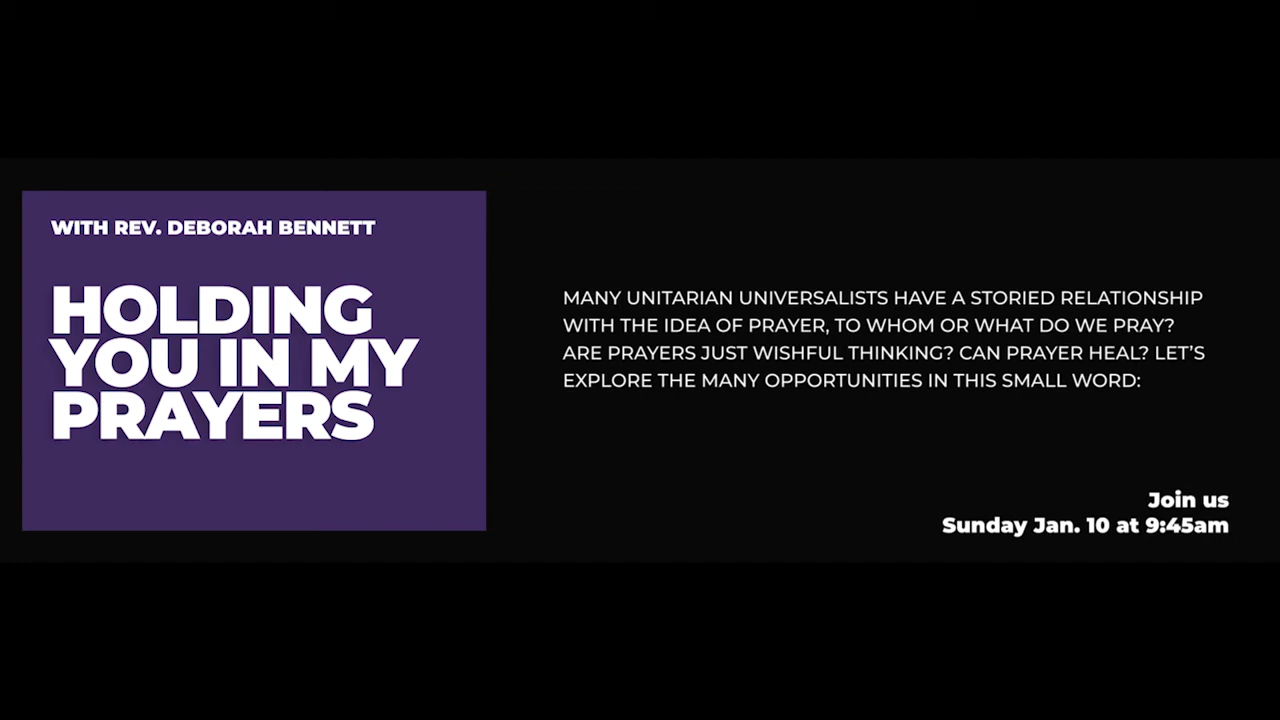 WITH REV. DEBORAH BENNETT
HOLDING
YOU IN MY
PRAYERS
MANY UNITARIAN UNIVERSALISTS HAVE A STORIED RELATIONSHIP
WITH THE IDEA OF PRAYER, TO WHOM OR WHAT DO WE PRAY?
ARE PRAYERS JUST WISHFUL THINKING? CAN PRAYER HEAL? LET'S
EXPLORE THE MANY OPPORTUNITIES IN THIS SMALL WORD:
Join us
Sunday Jan. 10 at 9:45am